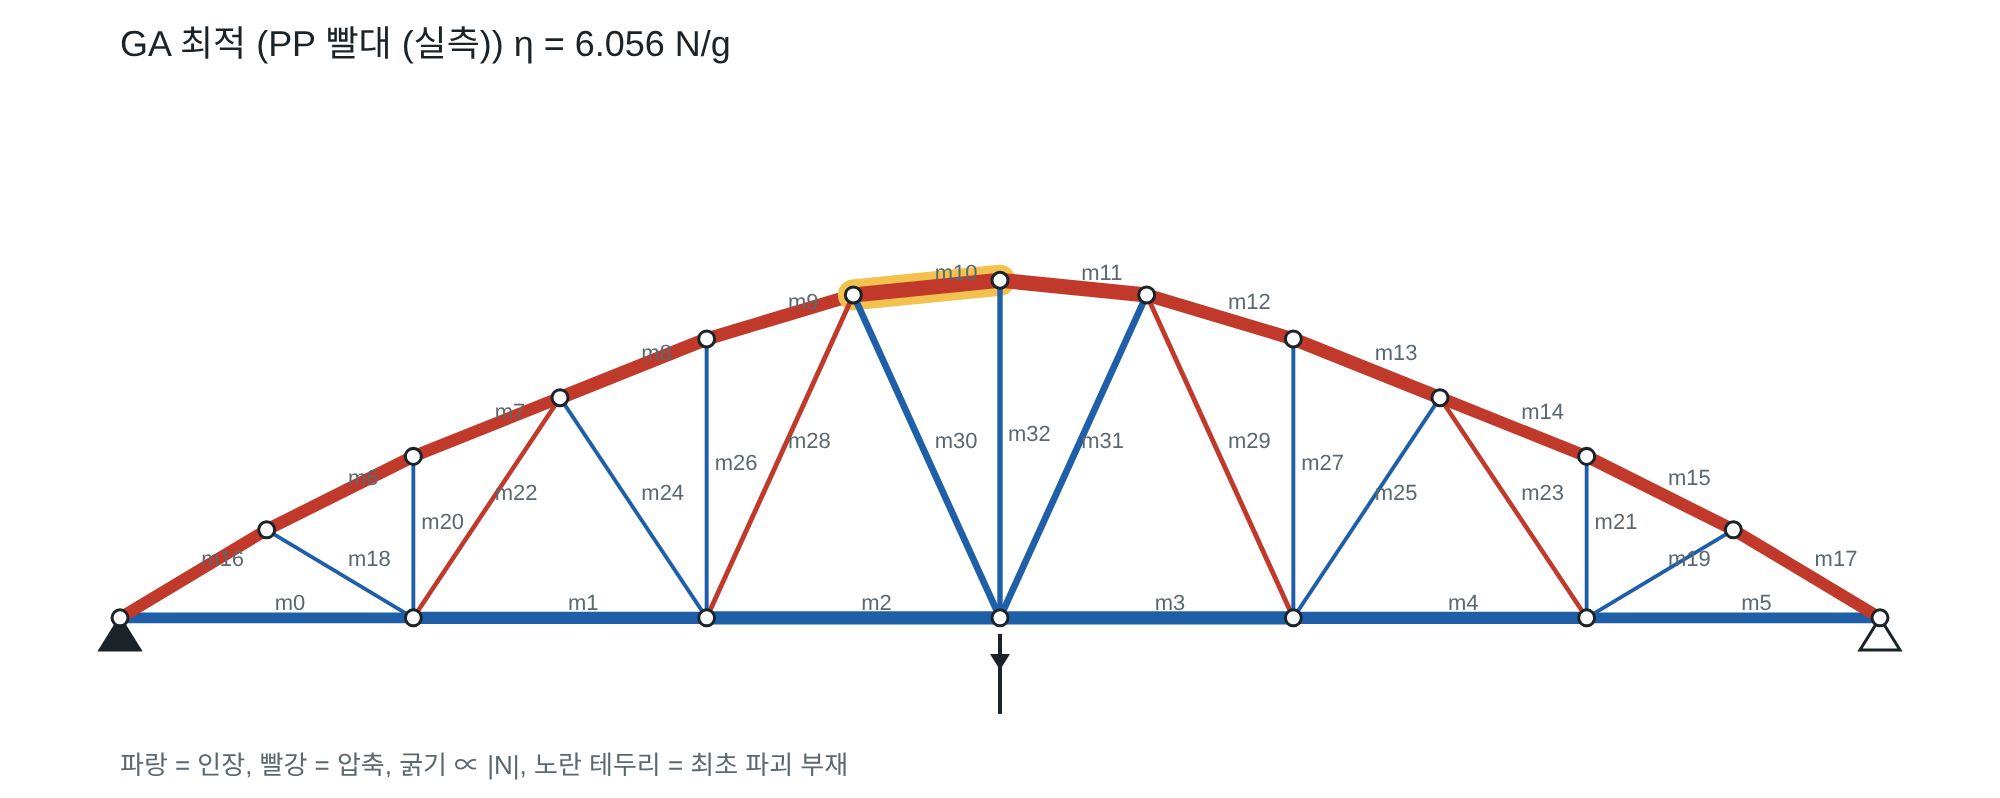 GA 최적 (PP 빨대 (실측)) η = 6.056 N/g
m10
m11
m9
m12
m8
m13
m7
m14
m28
m30
m32
m31
m29
m26
m27
m6
m15
m22
m24
m25
m23
m20
m21
m16
m18
m19
m17
m0
m1
m2
m3
m4
m5
파랑 = 인장, 빨강 = 압축, 굵기 ∝ |N|, 노란 테두리 = 최초 파괴 부재